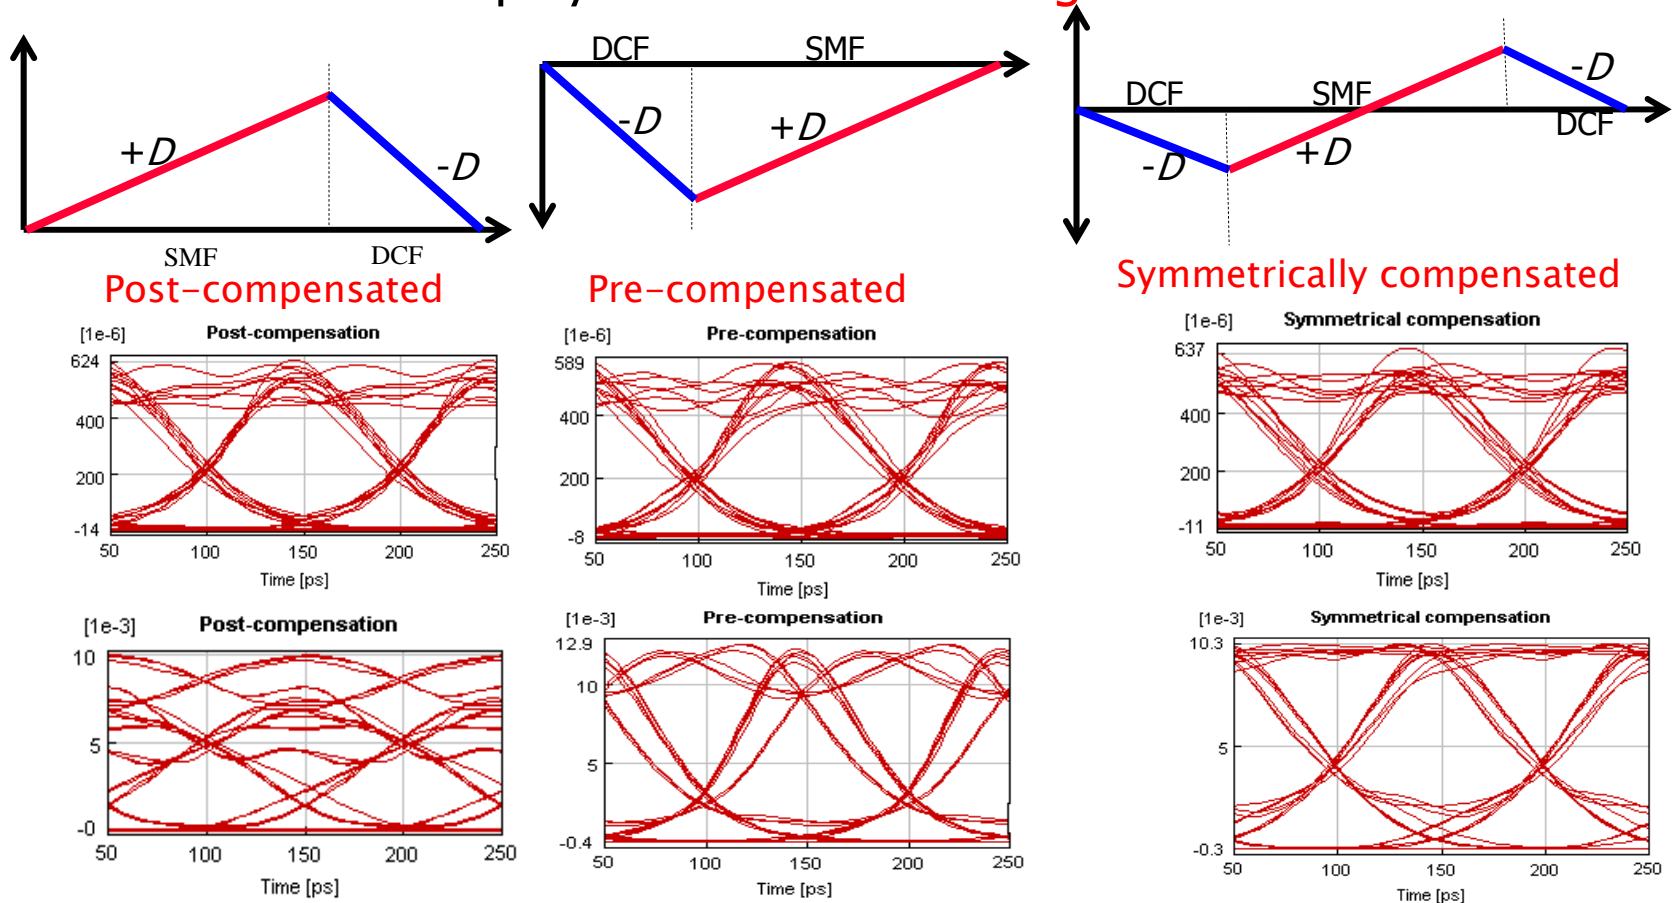 DCF
SMF
+D
-D
SMF
DCF
-D
+D
DCF
SMF
-D
-D
+D
DCF
Post-compensated
Pre-compensated
Symmetrically compensated
[1e-6]
Post-compensation
624
400
200
-14
50 100 150 200 250
Time [ps]
[1e-6]
Pre-compensation
589
400
200
-8
50 100 150 200 250
Time [ps]
[1e-6]
Symmetrical compensation
637
400
200
-11
50 100 150 200 250
Time [ps]
[1e-3]
Post-compensation
10
5
-0
50 100 150 200 250
Time [ps]
[1e-3]
Pre-compensation
12.9
10
5
-0.4
50 100 150 200 250
Time [ps]
[1e-3]
Symmetrical compensation
10.3
5
-0.3
50 100 150 200 250
Time [ps]